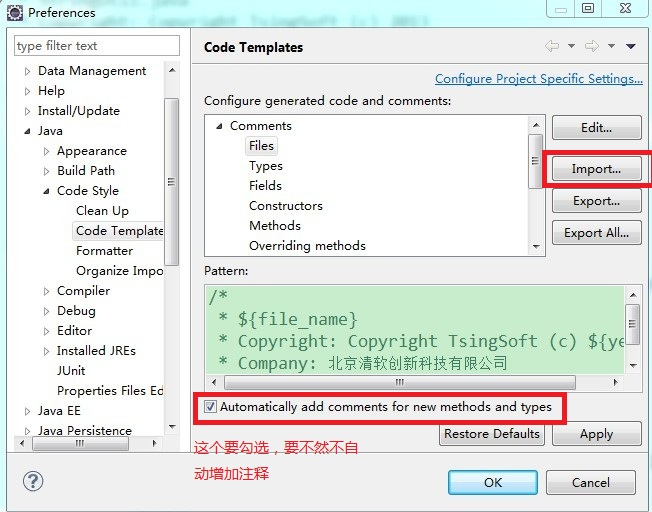 Preferences
type filter text
Data Management
Help
Install/Update
Java
Appearance
Build Path
Code Style
Clean Up
Code Template
Formatter
Organize Impo
Compiler
Debug
Editor
Installed JREs
JUnit
Properties Files Ed
Java EE
Java Persistence
Code Templates
Configure Project Specific Settings...
Configure generated code and comments:
Comments
Files
Types
Fields
Constructors
Methods
Overriding methods
Edit...
Import...
Export...
Export All...
Pattern:
/*
* ${file_name}
* Copyright: Copyright TsingSoft (c) ${ye
* Company: 北京清软创新科技有限公司
Automatically add comments for new methods and types
Restore Defaults
Apply
这个要勾选，要不然不自
动增加注释
OK
Cancel